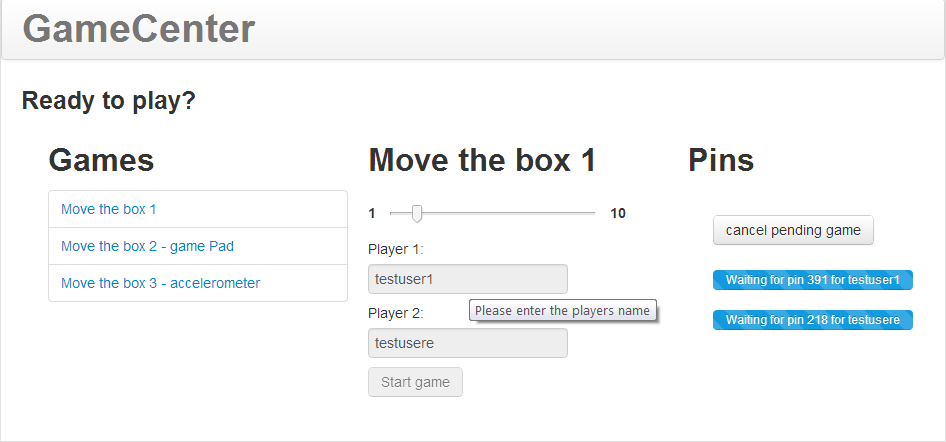 GameCenter
Ready to play?
Games
Move the box 1
Move the box 2 - game Pad
Move the box 3 - accelerometer
Move the box 1
1 10
Player 1:
testuser1
Please enter the players name
Player 2:
testusere
Start game
Pins
cancel pending game
Waiting for pin 391 for testuser1
Waiting for pin 218 for testusere